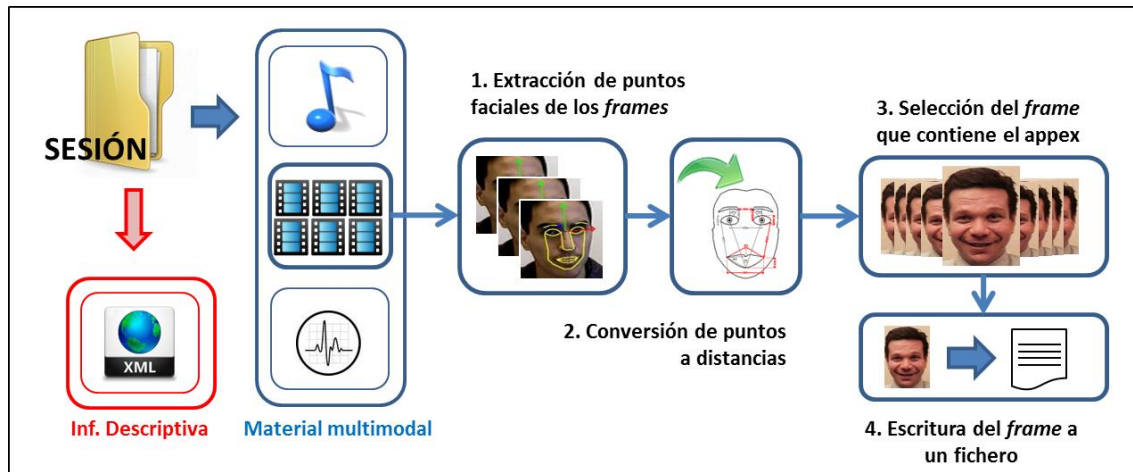 SESIÓN
XML
Inf. Descriptiva
Material multimodal
1. Extracción de puntos
faciales de los frames
2. Conversión de puntos
a distancias
3. Selección del frame
que contiene el appex
4. Escritura del frame a
un fichero